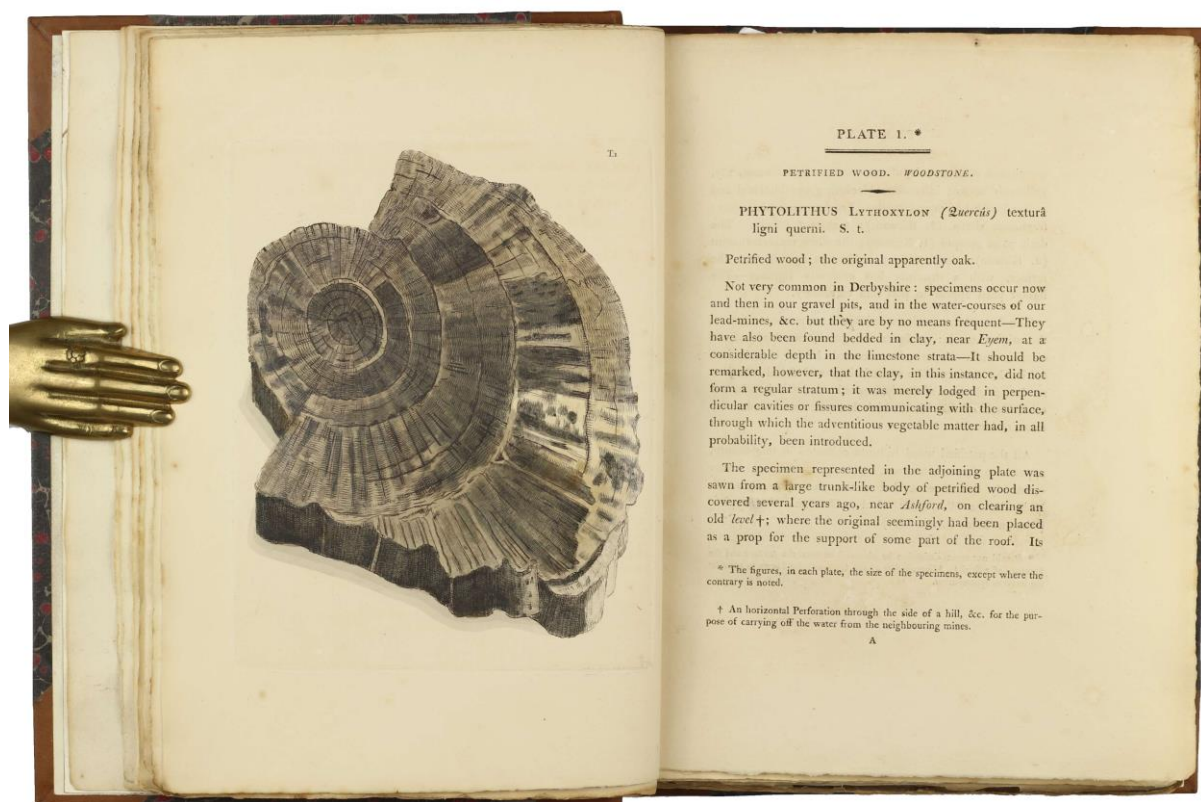 T1
PLATE 1. *
PETRIFIED WOOD. WOODSTONE.
PHYTOLITHUS LYTHOXYLON (Quercûs) texturâ
ligni querni. S. t.
Petrified wood; the original apparently oak.
Not very common in Derbyshire: specimens occur now
and then in our gravel pits, and in the water-courses of our
lead-mines, &c. but they are by no means frequent—They
have also been found bedded in clay, near Eyem, at a
considerable depth in the limestone strata—It should be
remarked, however, that the clay, in this instance, did not
form a regular stratum; it was merely lodged in perpen-
dicular cavities or fissures communicating with the surface,
through which the adventitious vegetable matter had, in all
probability, been introduced.
The specimen represented in the adjoining plate was
sawn from a large trunk-like body of petrified wood dis-
covered several years ago, near Ashford, on clearing an
old level †; where the original seemingly had been placed
as a prop for the support of some part of the roof. Its
* The figures, in each plate, the size of the specimens, except where the
contrary is noted.
† An horizontal Perforation through the side of a hill, &c. for the pur-
pose of carrying off the water from the neighbouring mines.
A